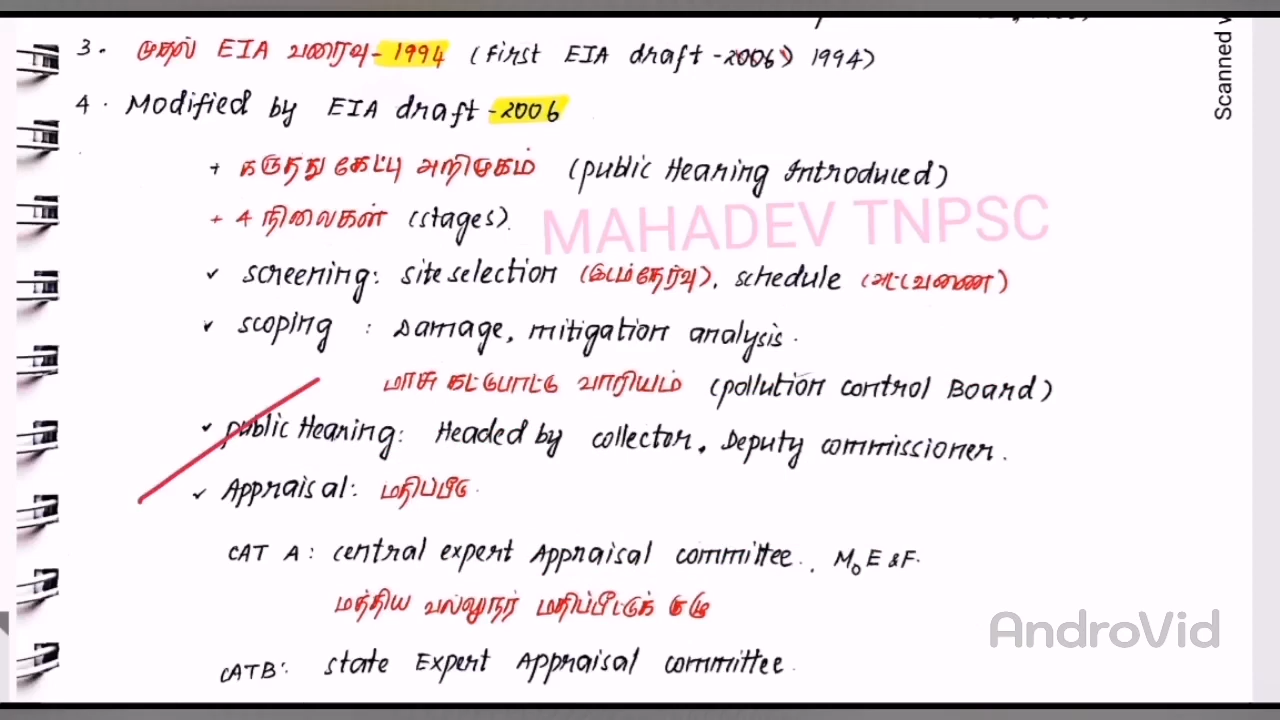 3. முதல் EIA வரைவு - 1994 (First EIA draft - 2006) 1994)
4. Modified by EIA draft - 2006
+ கருத்து கேட்பு அறிமுகம் (public Hearing Introduced)
+ 4 நிலைகள் (stages).
MAHADEV TNPSC
✓ screening: site selection (இடம்தேர்வு), schedule (அட்டவணை)
✓ scoping : Damage, mitigation analysis.
மாசு கட்டுபாட்டு வாரியம் (pollution control Board)
✓ public Hearing: Headed by collector, Deputy commissioner.
✓ Appraisal: மதிப்பீடு.
CAT A: central expert Appraisal committee., MoE&F.
மத்திய வல்லுநர் மதிப்பீட்டுக் குழு
CAT B: state Expert Appraisal committee.
Scanned
AndroVid